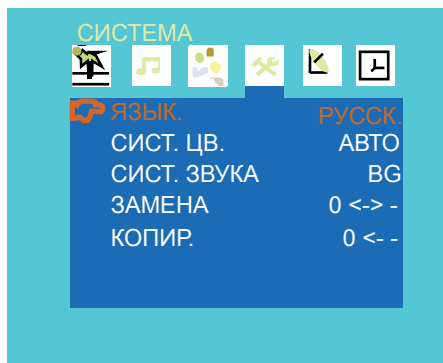 СИСТЕМА
ЯЗЫК. РУССК.
СИСТ. ЦВ. АВТО
СИСТ. ЗВУКА BG
ЗАМЕНА 0 <-> -
КОПИР. 0 <- -